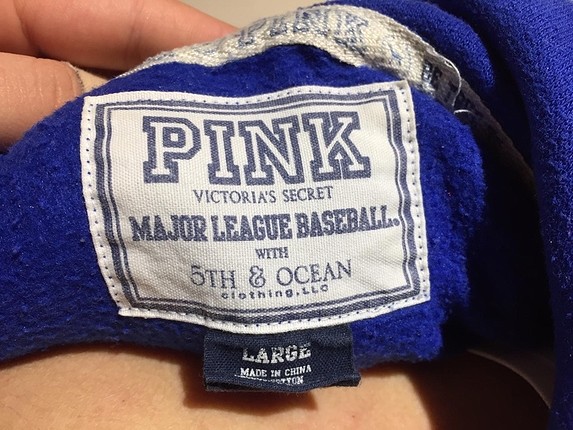 PINK
VICTORIA'S SECRET
MAJOR LEAGUE BASEBALL®
WITH
5TH & OCEAN
clothing, LLC
LARGE
MADE IN CHINA